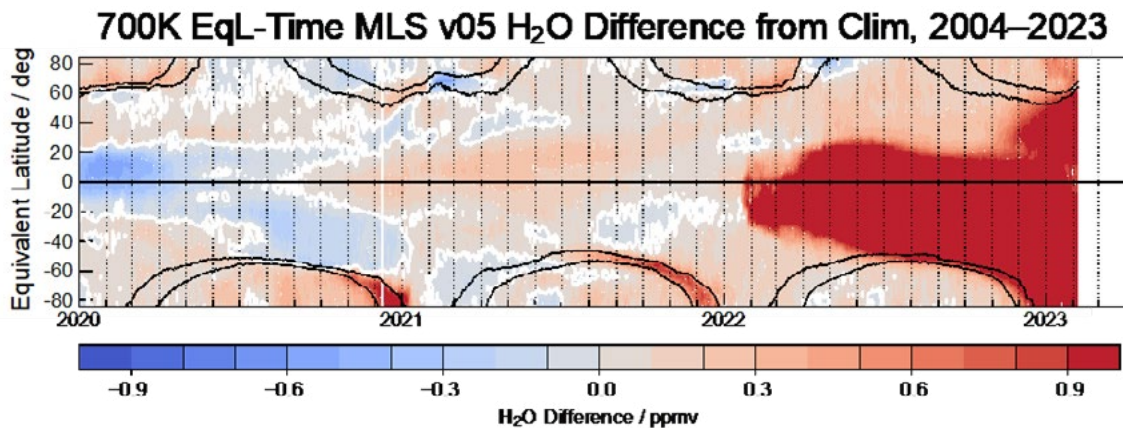 700K EqL-Time MLS v05 H₂O Difference from Clim, 2004–2023
Equivalent Latitude / deg
80
60
40
20
0
-20
-40
-60
-80
2020 2021 2022 2023
−0.9 −0.6 −0.3 0.0 0.3 0.6 0.9
H₂O Difference / ppmv